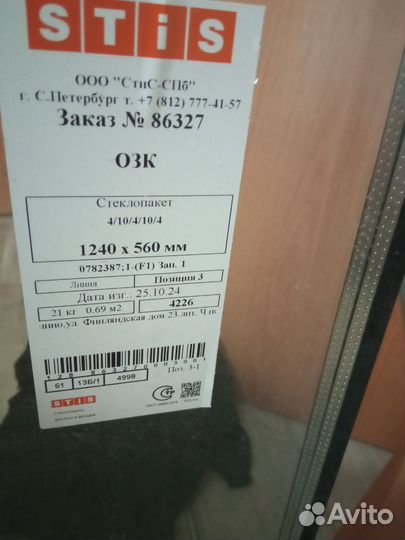 STiS
ООО "СтиС-СПб"
г. С.Петербург т. +7 (812) 777-41-57
Заказ № 86327
ОЗК
Стеклопакет
4/10/4/10/4
1240 x 560 мм
0782387;1-(F1) Зап. 1
Линия Позиция 3
Дата изг.: 25.10.24
21 кг 0.69 м2 4226
ул. Финляндская дом 23
Поз. 3-1
61 13Б/1 4998
STiS
Avito